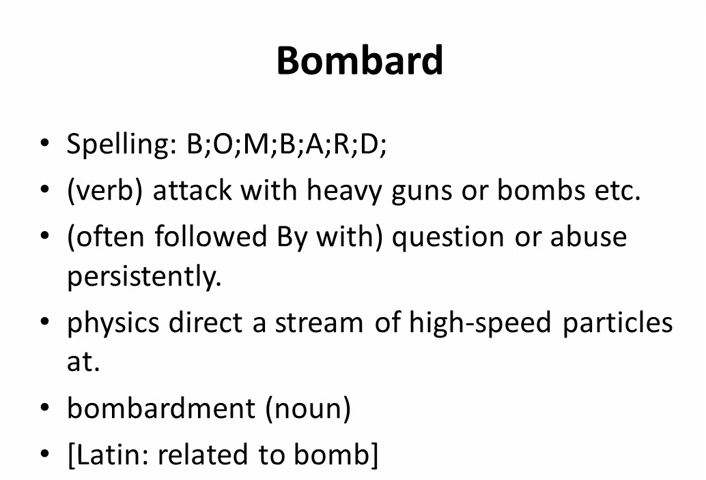 Bombard
• Spelling: B;O;M;B;A;R;D;
• (verb) attack with heavy guns or bombs etc.
• (often followed By with) question or abuse
persistently.
• physics direct a stream of high-speed particles
at.
• bombardment (noun)
• [Latin: related to bomb]